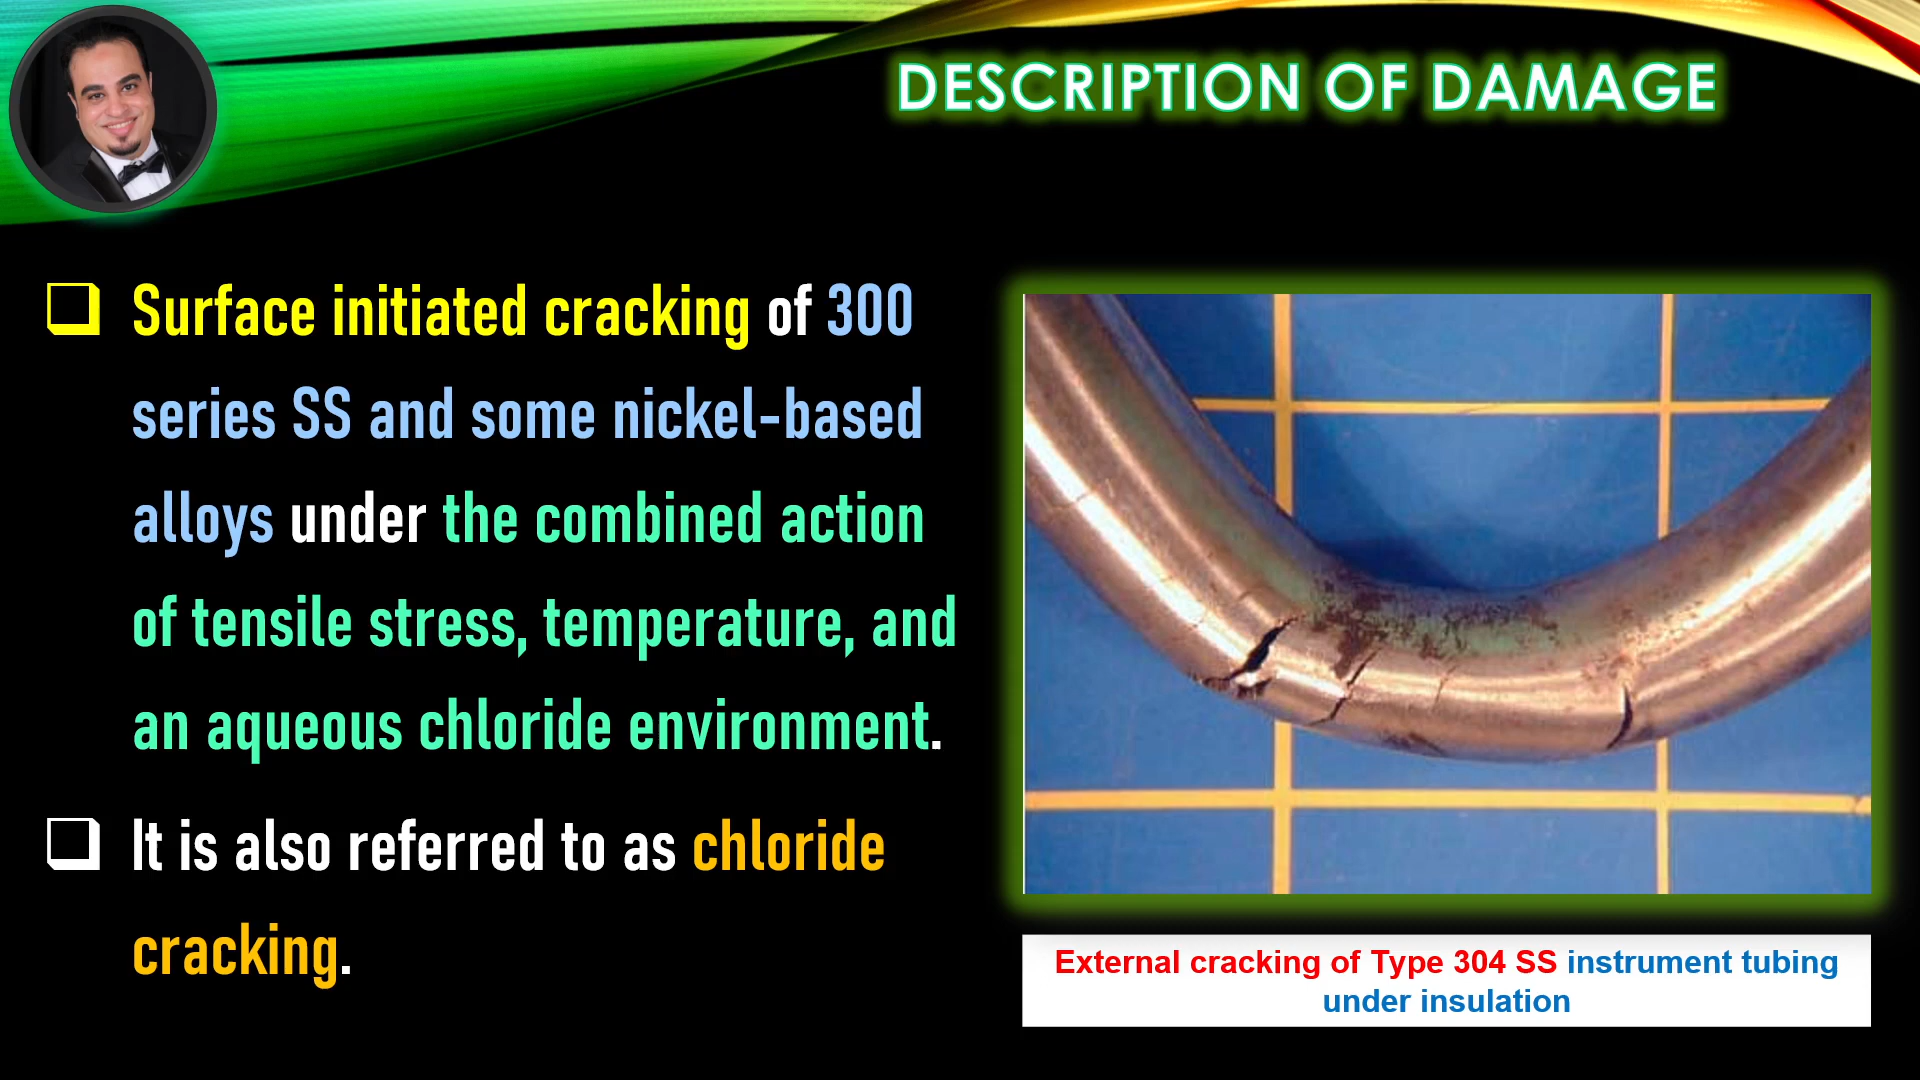 DESCRIPTION OF DAMAGE
Surface initiated cracking of 300
series SS and some nickel-based
alloys under the combined action
of tensile stress, temperature, and
an aqueous chloride environment.
It is also referred to as chloride
cracking.
External cracking of Type 304 SS instrument tubing
under insulation